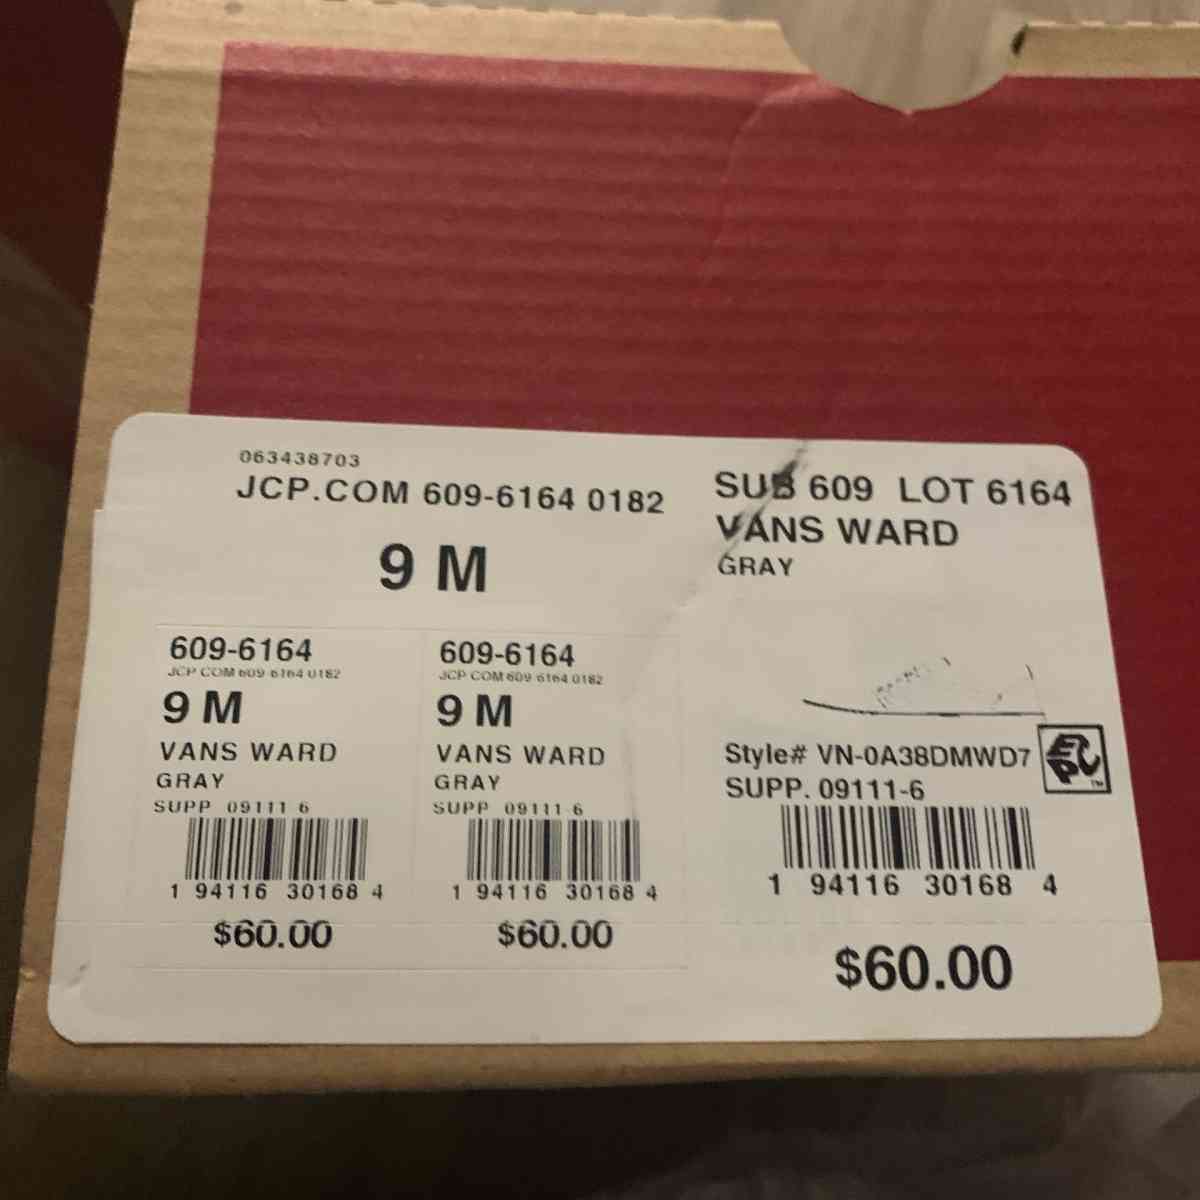 063438703
JCP.COM 609-6164 0182
9 M
609-6164
JCP COM 609 6164 0182
9 M
VANS WARD
GRAY
SUPP 09111 6
1 94116 30168 4
$60.00
609-6164
JCP COM 609 6164 0182
9 M
VANS WARD
GRAY
SUPP 09111-6
1 94116 30168 4
$60.00
SUB 609 LOT 6164
VANS WARD
GRAY
Style# VN-0A38DMWD7
EPC™
SUPP. 09111-6
1 94116 30168 4
$60.00